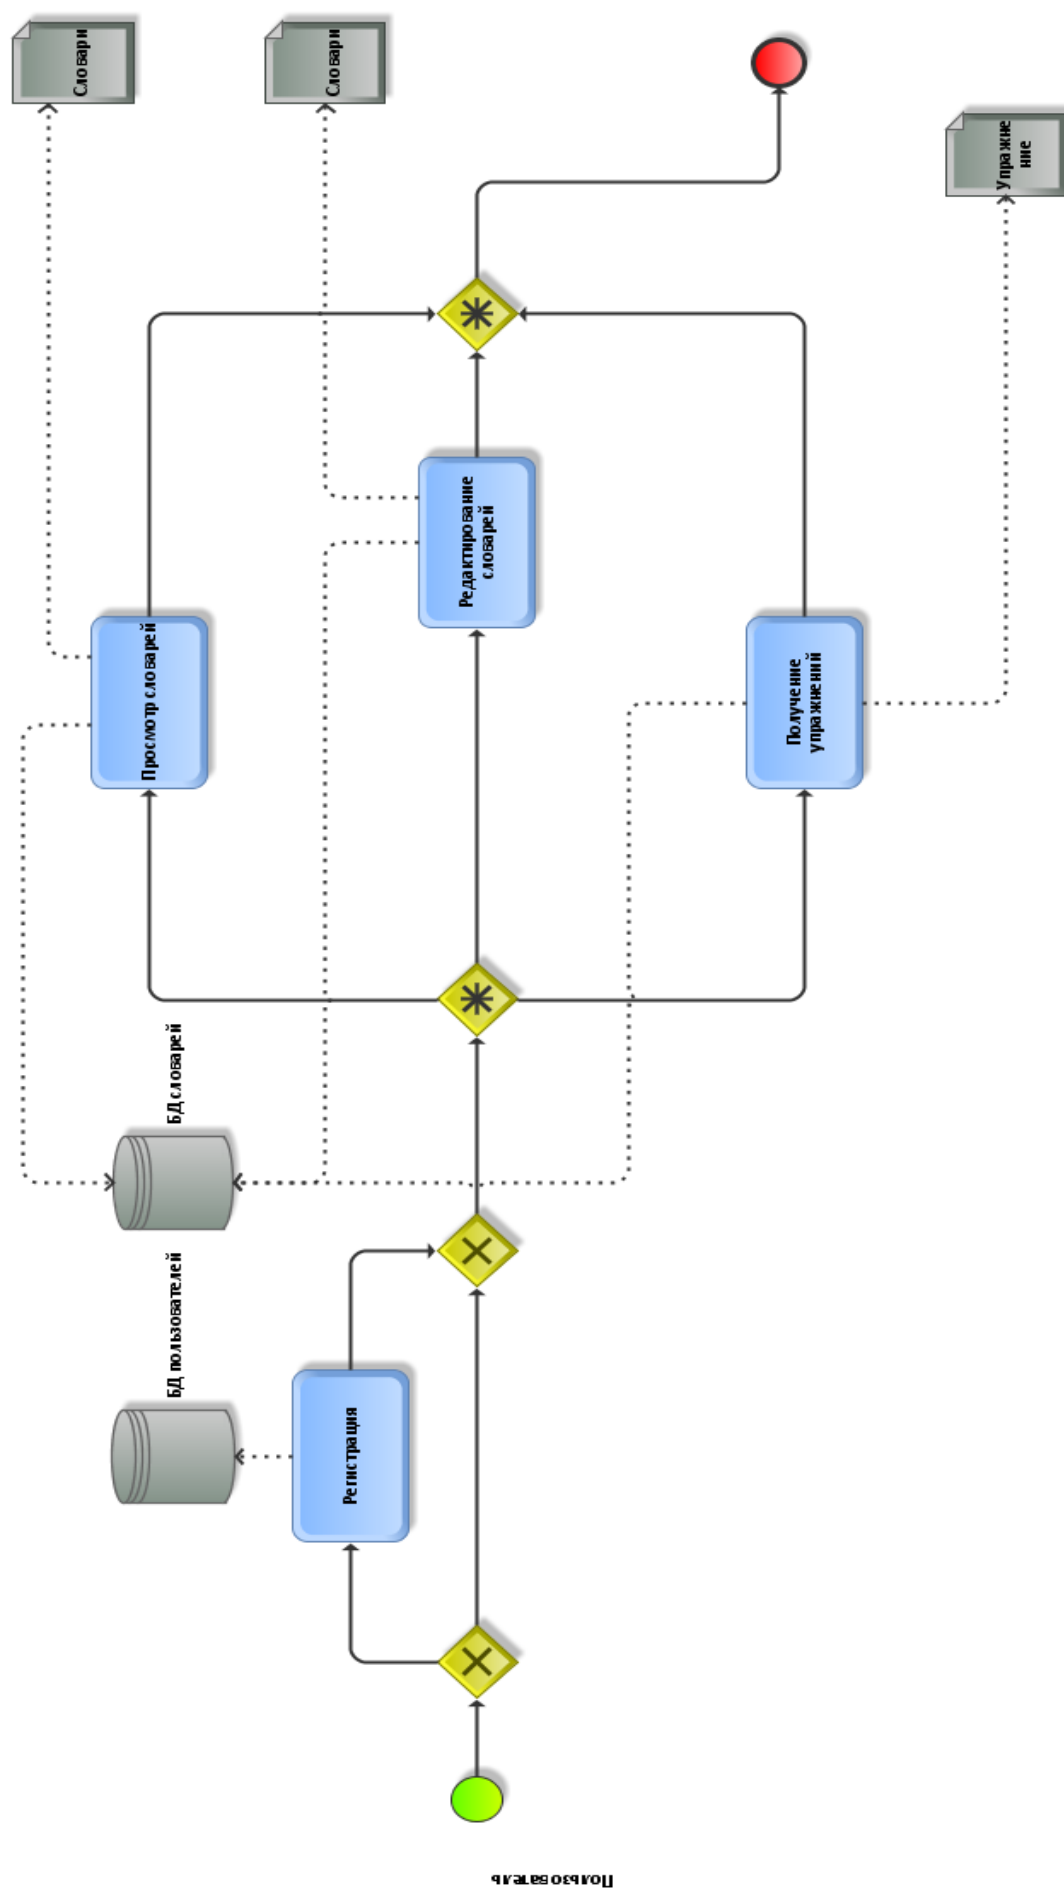 Словари
Словари
Упражне
ние
Просмотр словарей
Редактирование
словарей
Получение
упражнений
БД словарей
БД пользователей
Регистрация
Пользователь